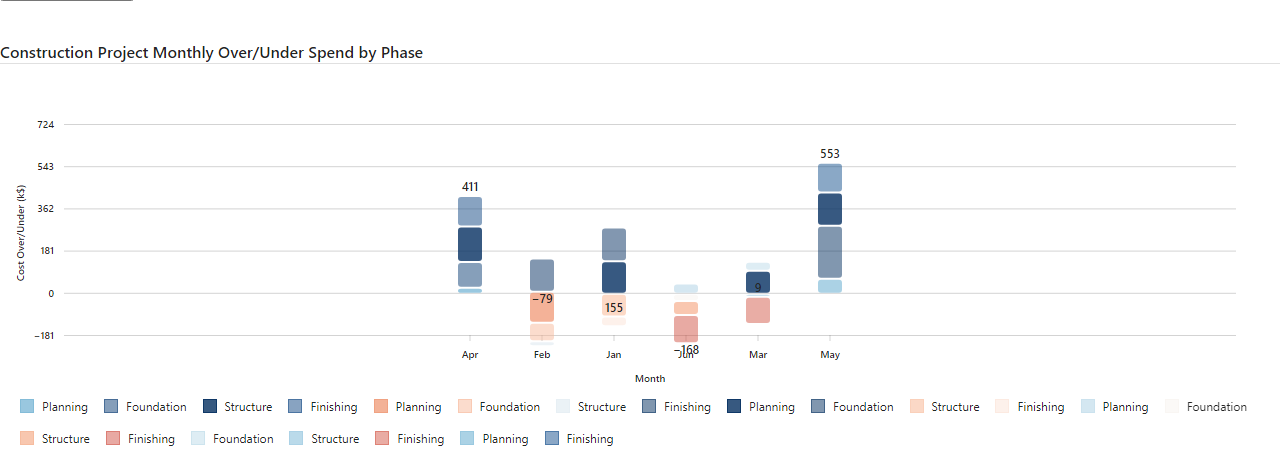 Construction Project Monthly Over/Under Spend by Phase
724
543
362
181
0
−181
Cost Over/Under (k$)
411
−79
155
−168
9
553
Apr Feb Jan Jun Mar May
Month
Planning Foundation Structure Finishing Planning Foundation Structure Finishing Planning Foundation Structure Finishing Planning Foundation
Structure Finishing Foundation Structure Finishing Planning Finishing